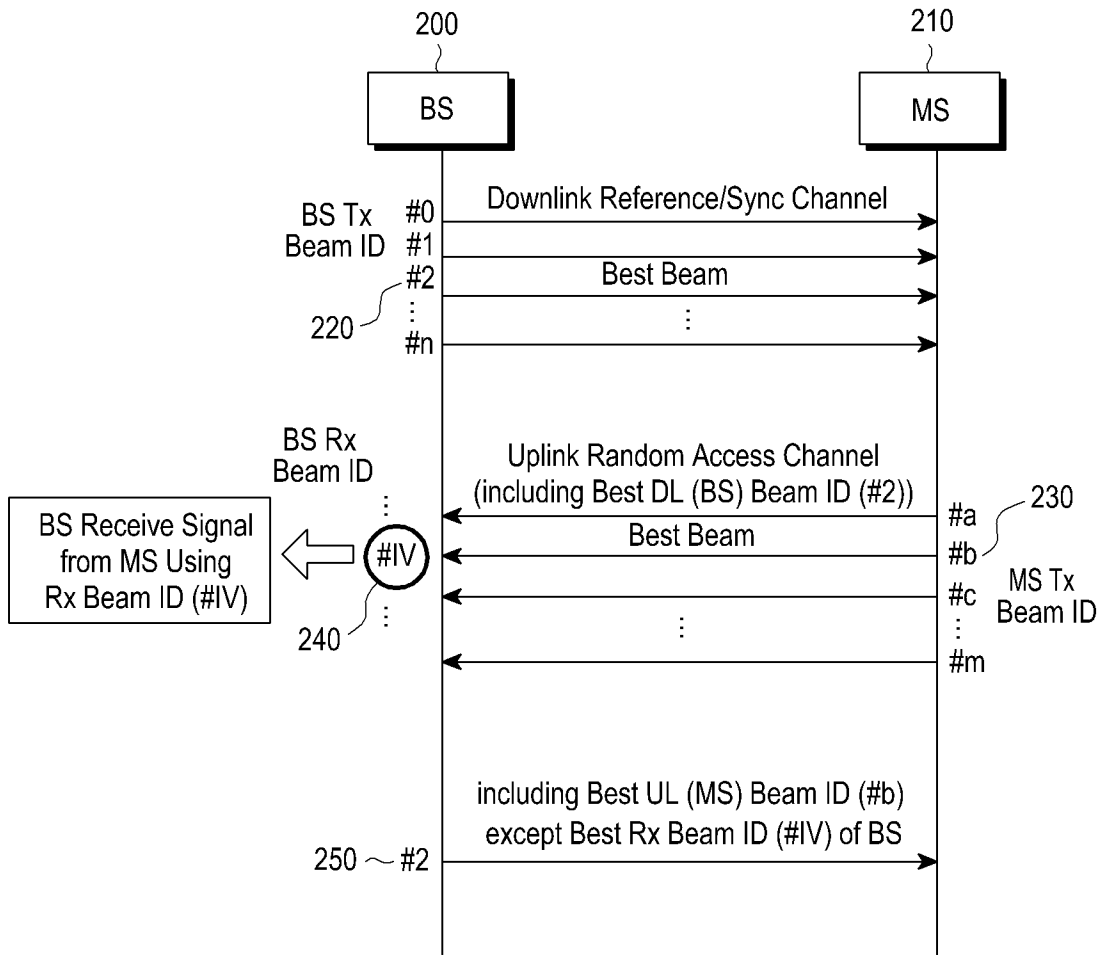 200
210
BS
MS
BS Tx
Beam ID
#0
Downlink Reference/Sync Channel
#1
#2
Best Beam
220
#n
BS Rx
Beam ID
Uplink Random Access Channel
(including Best DL (BS) Beam ID (#2))
230
#a
Best Beam
#b
BS Receive Signal
from MS Using
Rx Beam ID (#IV)
#IV
240
#c
MS Tx
Beam ID
#m
including Best UL (MS) Beam ID (#b)
except Best Rx Beam ID (#IV) of BS
250
#2